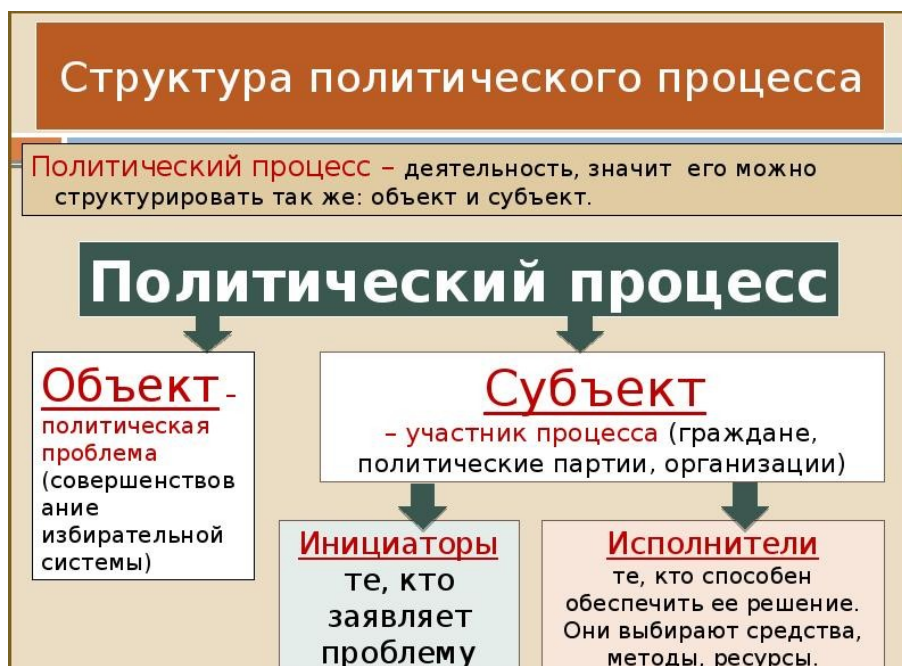 Структура политического процесса
Политический процесс – деятельность, значит его можно
структурировать так же: объект и субъект.
Политический процесс
Объект -
политическая
проблема
(совершенствов
ание
избирательной
системы)
Субъект
– участник процесса (граждане,
политические партии, организации)
Инициаторы
те, кто
заявляет
проблему
Исполнители
те, кто способен
обеспечить ее решение.
Они выбирают средства,
методы, ресурсы.